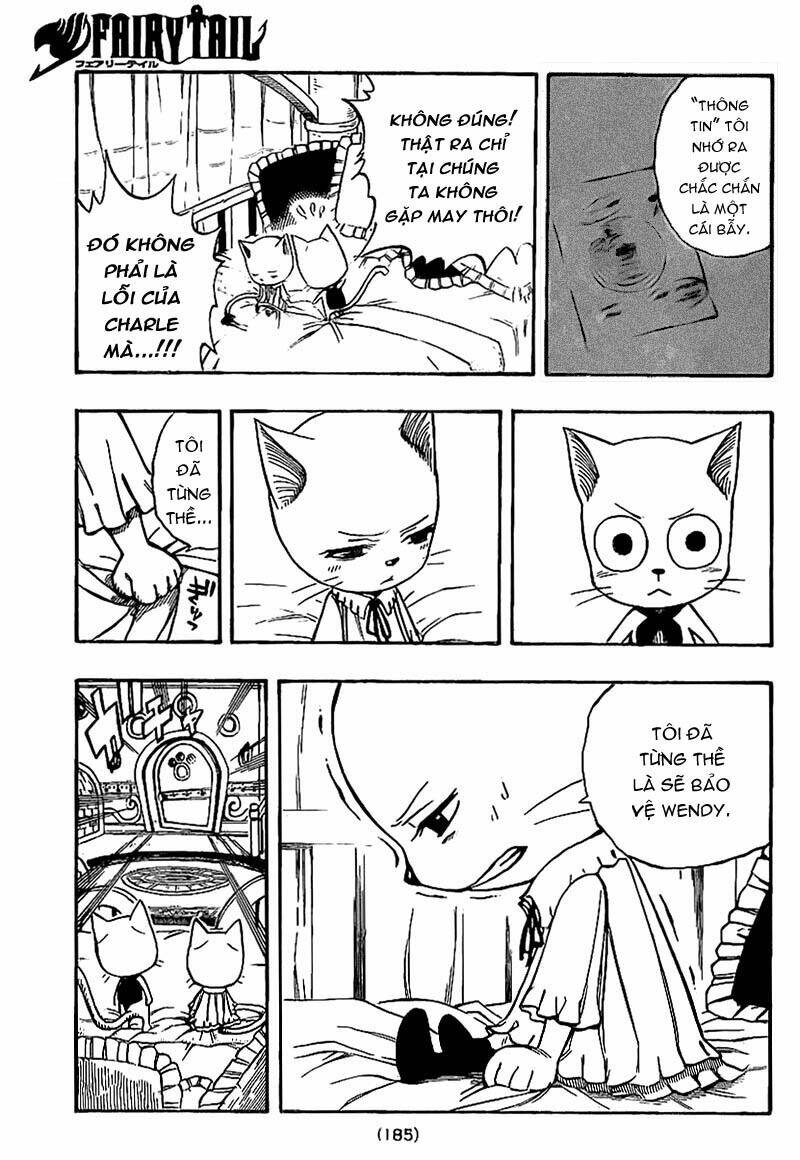 FAIRY TAIL
フェアリーテイル
"THÔNG
TIN" TÔI
NHỚ RA
ĐƯỢC
CHẮC CHẮN
LÀ MỘT
CÁI BẪY.
KHÔNG ĐÚNG!
THẬT RA CHỈ
TẠI CHÚNG
TA KHÔNG
GẶP MAY THÔI!
ĐÓ KHÔNG
PHẢI LÀ
LỖI CỦA
CHARLE
MÀ...!!!
TÔI
ĐÃ
TỪNG
THỀ...
TÔI ĐÃ
TỪNG THỀ
LÀ SẼ BẢO
VỆ WENDY.
(185)